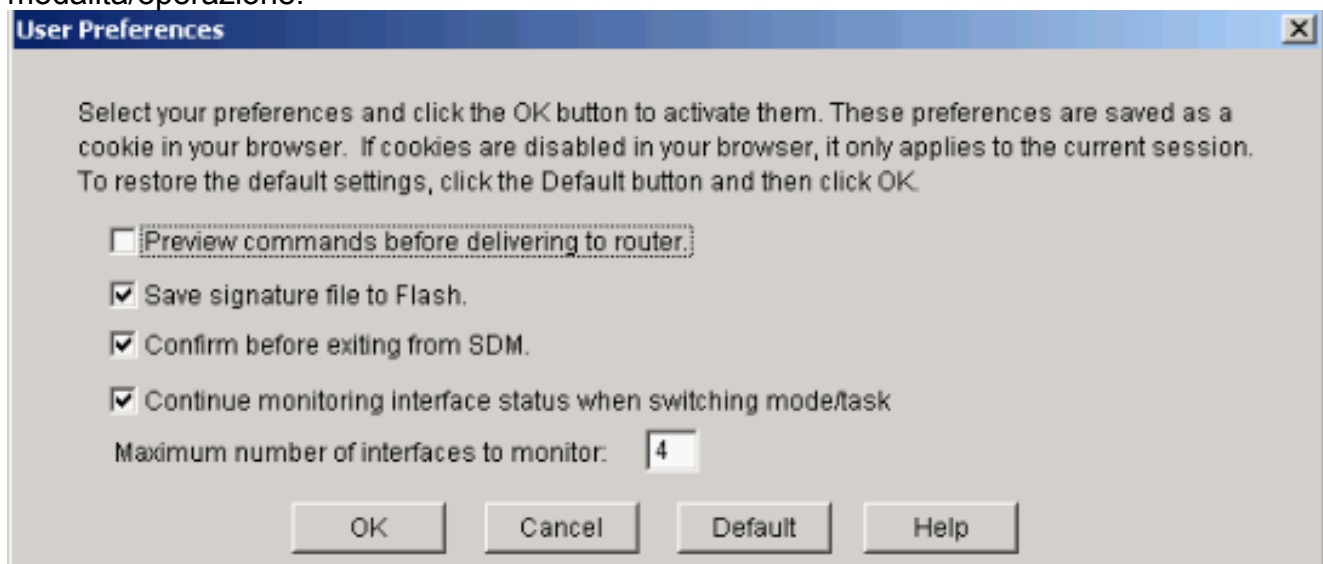 modalità/operazione.
User Preferences
Select your preferences and click the OK button to activate them. These preferences are saved as a
cookie in your browser. If cookies are disabled in your browser, it only applies to the current session.
To restore the default settings, click the Default button and then click OK.
Preview commands before delivering to router.
Save signature file to Flash.
Confirm before exiting from SDM.
Continue monitoring interface status when switching mode/task
Maximum number of interfaces to monitor: 4
OK Cancel Default Help